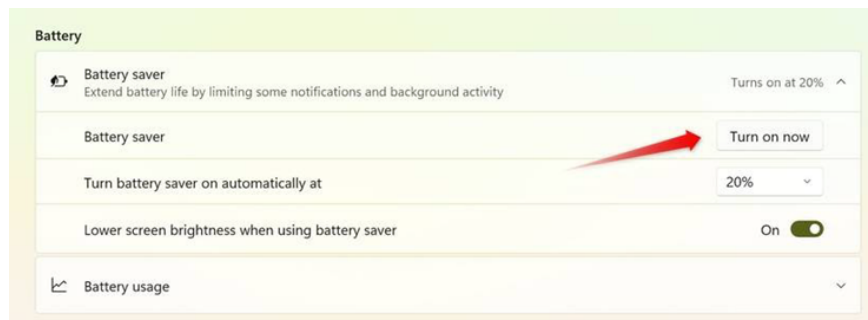 Battery
Battery saver
Extend battery life by limiting some notifications and background activity
Turns on at 20%
Battery saver
Turn on now
Turn battery saver on automatically at
20%
Lower screen brightness when using battery saver
On
Battery usage